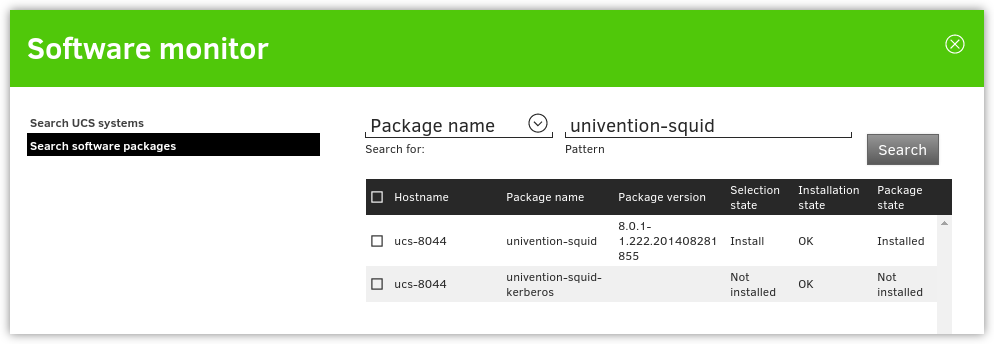 Software monitor
Search UCS systems
Search software packages
Package name
univention-squid
Search for:
Pattern
Search
Hostname
Package name
Package version
Selection
state
Installation
state
Package
state
ucs-8044
univention-squid
8.0.1-
1.222.201408281
855
Install
OK
Installed
ucs-8044
univention-squid-
kerberos
Not
installed
OK
Not
installed